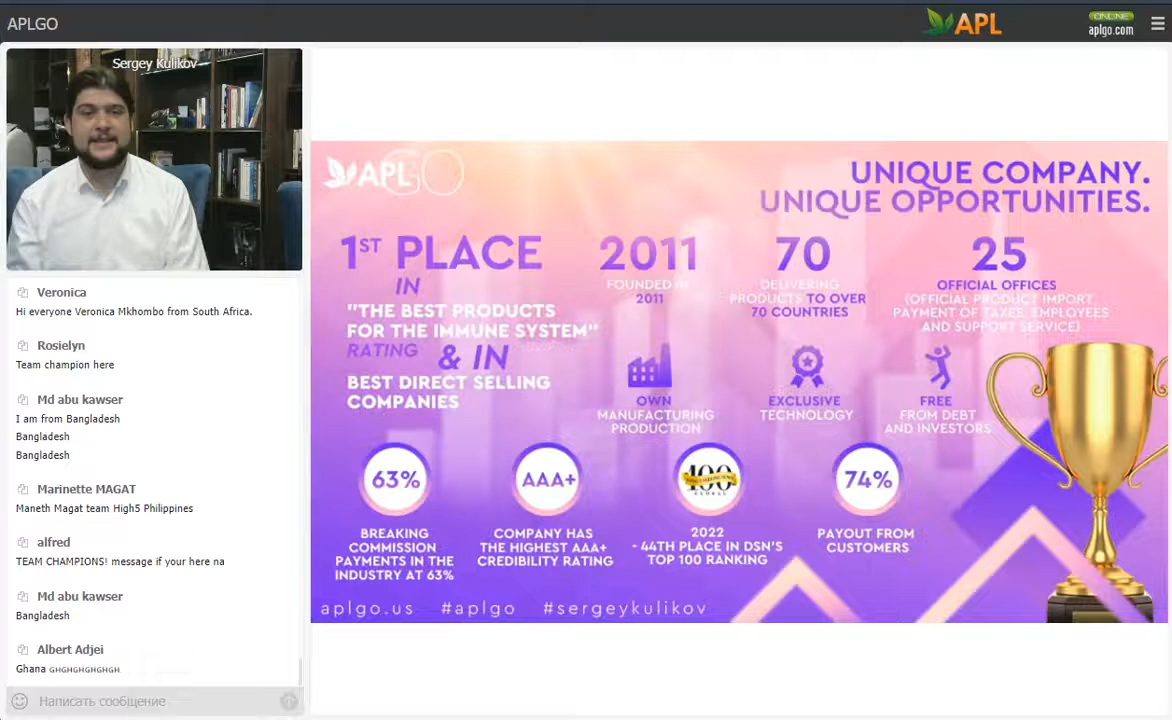 APLGO
APL
ONLINE
aplgo.com
Sergey Kulikov
Veronica
Hi everyone Veronica Mkhombo from South Africa.
Rosielyn
Team champion here
Md abu kawser
I am from Bangladesh
Bangladesh
Bangladesh
Marinette MAGAT
Maneth Magat team High5 Philippines
alfred
TEAM CHAMPIONS! message if your here na
Md abu kawser
Bangladesh
Albert Adjei
Ghana GHGHGHGHGHGH
Написать сообщение
APLGO
UNIQUE COMPANY.
UNIQUE OPPORTUNITIES.
1ST PLACE
IN
"THE BEST PRODUCTS
FOR THE IMMUNE SYSTEM"
RATING & IN
BEST DIRECT SELLING
COMPANIES
2011
FOUNDED IN
2011
70
DELIVERING
PRODUCTS TO OVER
70 COUNTRIES
25
OFFICIAL OFFICES
(OFFICIAL PRODUCT IMPORT,
PAYMENT OF TAXES, EMPLOYEES
AND SUPPORT SERVICE)
OWN
MANUFACTURING
PRODUCTION
EXCLUSIVE
TECHNOLOGY
FREE
FROM DEBT
AND INVESTORS
63%
BREAKING
COMMISSION
PAYMENTS IN THE
INDUSTRY AT 63%
AAA+
COMPANY HAS
THE HIGHEST AAA+
CREDIBILITY RATING
100
GLOBAL
2022
- 44TH PLACE IN DSN'S
TOP 100 RANKING
74%
PAYOUT FROM
CUSTOMERS
aplgo.us #aplgo #sergeykulikov